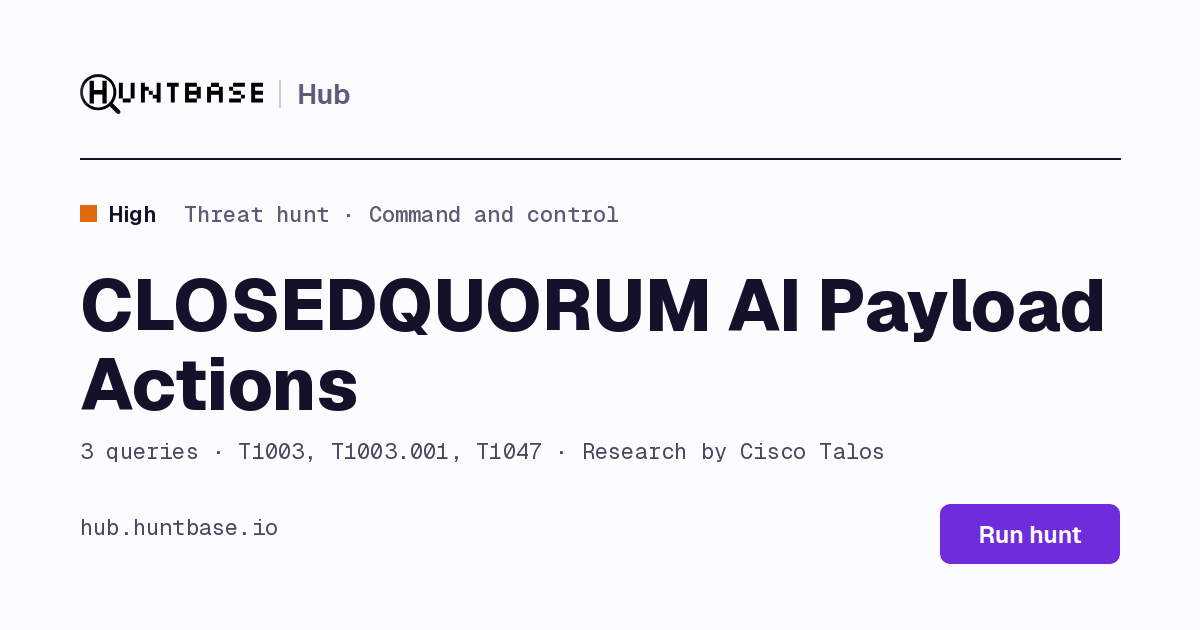 HUNTBASE | Hub
High Threat hunt · Command and control
CLOSEDQUORUM AI Payload
Actions
3 queries · T1003, T1003.001, T1047 · Research by Cisco Talos
hub.huntbase.io
Run hunt